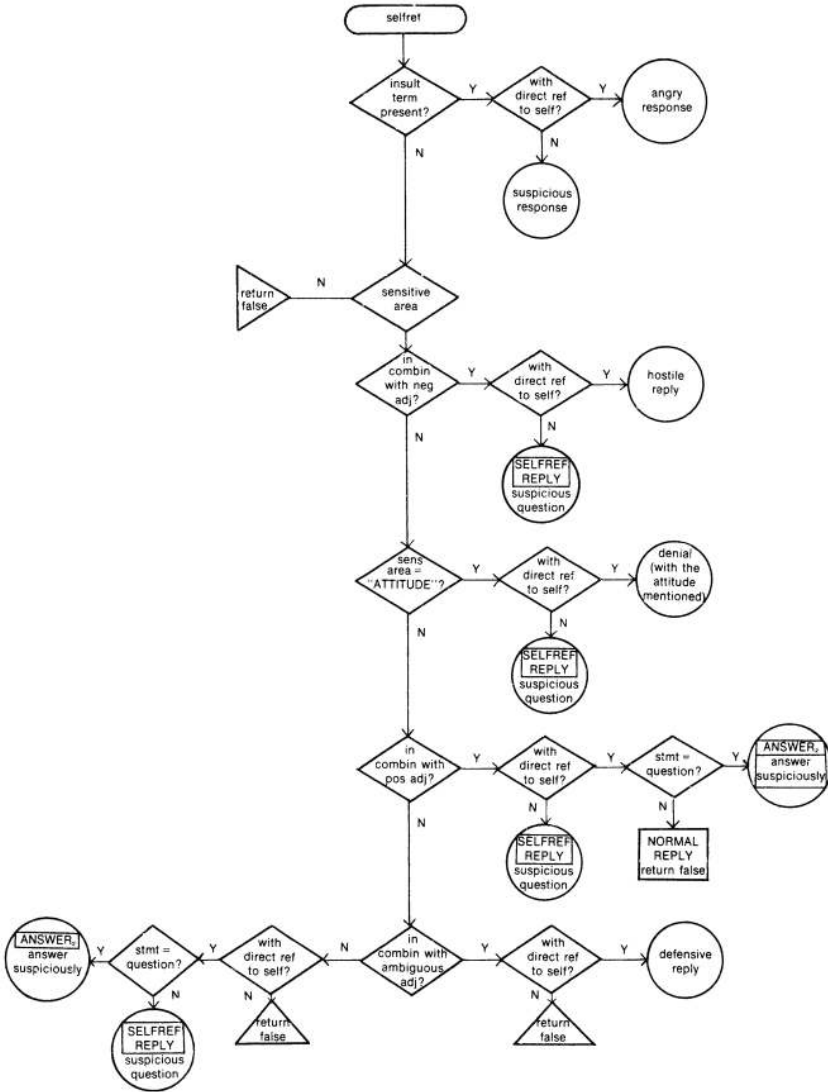 selfref
insult
term
present?
Y
with
direct ref
to self?
Y
angry
response
N
N
suspicious
response
return
false
N
sensitive
area
in
combin
with neg
adj?
Y
with
direct ref
to self?
Y
hostile
reply
N
N
SELFREF
REPLY
suspicious
question
sens
area =
"ATTITUDE"?
Y
with
direct ref
to self?
Y
denial
(with the
attitude
mentioned)
N
N
SELFREF
REPLY
suspicious
question
in
combin with
pos adj?
Y
with
direct ref
to self?
Y
stmt =
question?
Y
ANSWER
answer
suspiciously
N
N
N
SELFREF
REPLY
suspicious
question
NORMAL
REPLY
return false
ANSWER
answer
suspiciously
Y
stmt =
question?
Y
with
direct ref
to self?
N
in
combin with
ambiguous
adj?
Y
with
direct ref
to self?
Y
defensive
reply
N
N
N
SELFREF
REPLY
suspicious
question
return
false
return
false